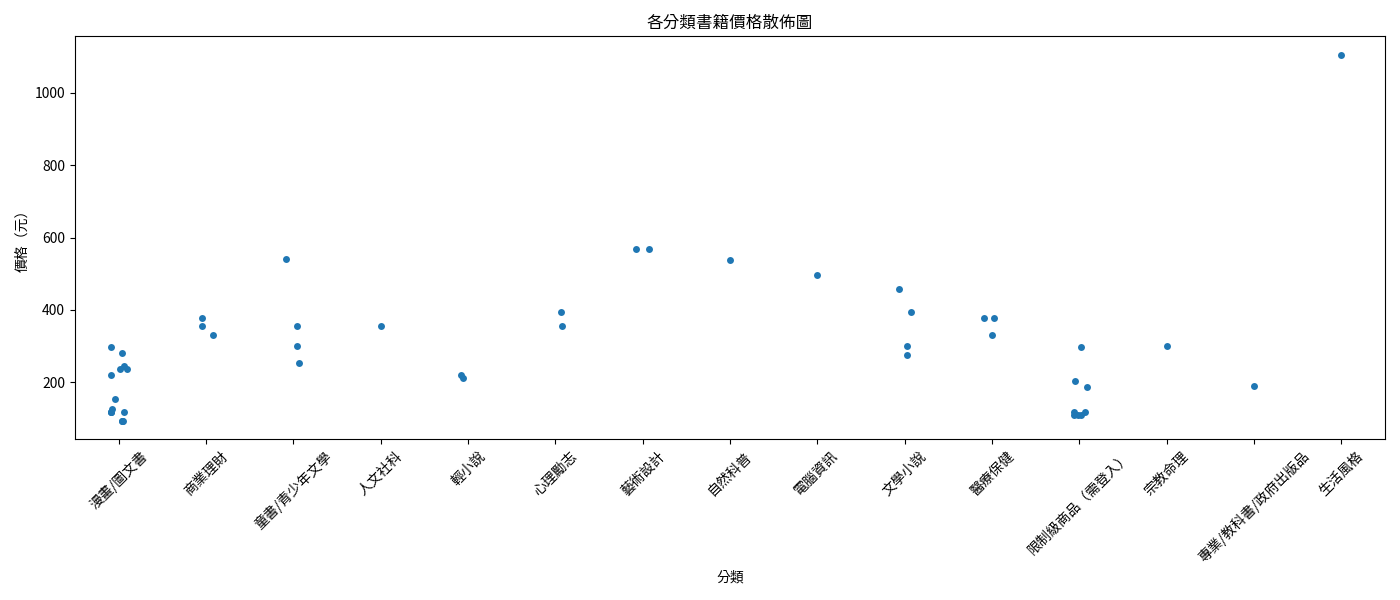 各分類書籍價格散佈圖
價格（元）
1000
800
600
400
200
漫畫/圖文書
商業理財
童書/青少年文學
人文社科
輕小說
心理勵志
藝術設計
自然科普
電腦資訊
文學小說
醫療保健
限制級商品（需登入）
宗教命理
專業/教科書/政府出版品
生活風格
分類